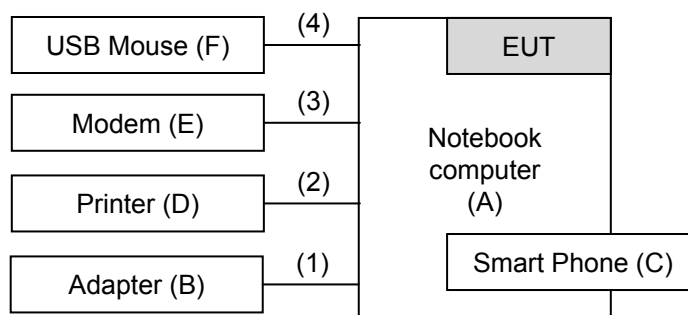 USB Mouse (F)
(4)
EUT
Modem (E)
(3)
Notebook
computer
(A)
Printer (D)
(2)
Smart Phone (C)
Adapter (B)
(1)